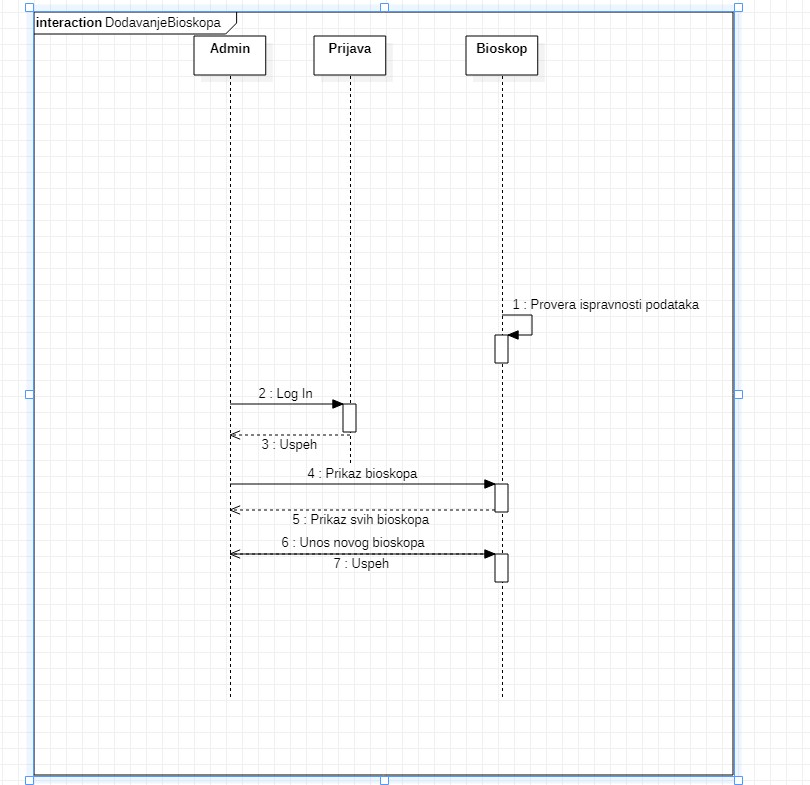 interaction DodavanjeBioskopa
Admin
Prijava
Bioskop
1 : Provera ispravnosti podataka
2 : Log In
3 : Uspeh
4 : Prikaz bioskopa
5 : Prikaz svih bioskopa
6 : Unos novog bioskopa
7 : Uspeh